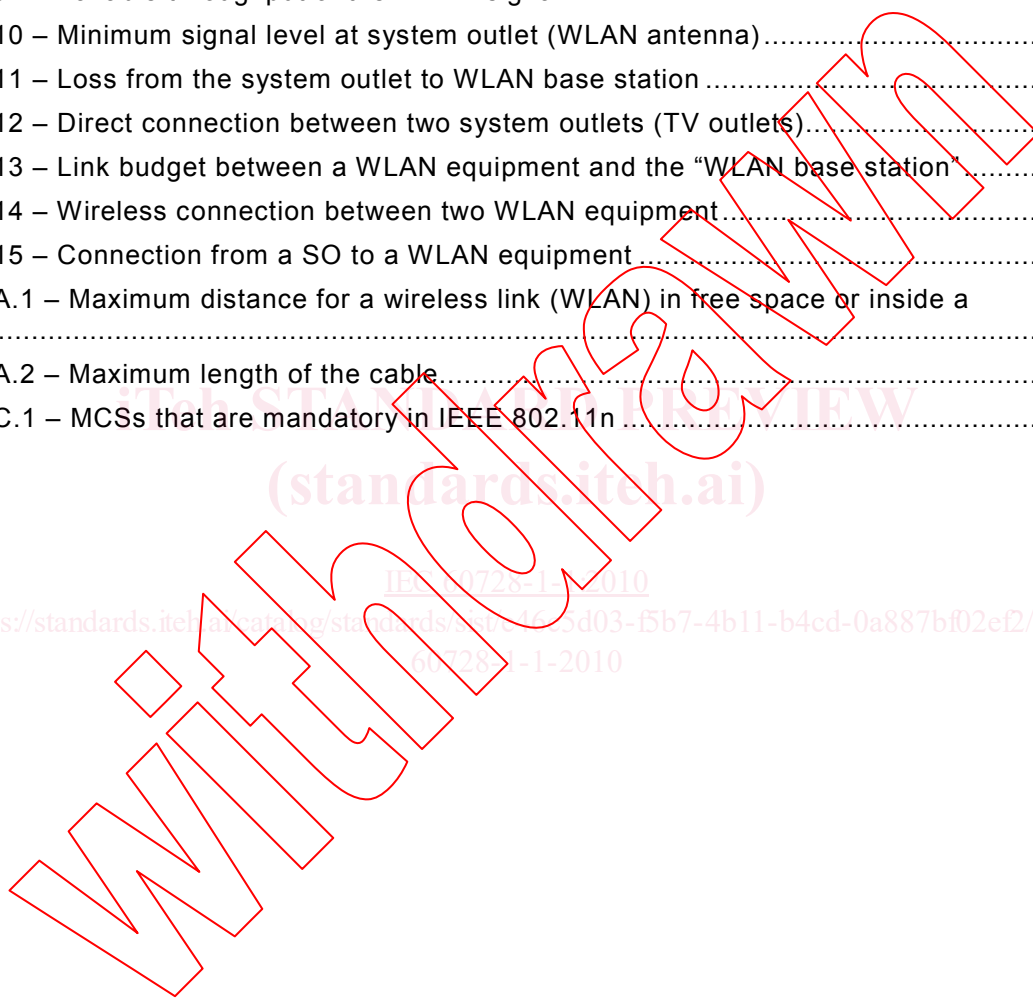 10 – Minimum signal level at system outlet (WLAN antenna)
11 – Loss from the system outlet to WLAN base station
12 – Direct connection between two system outlets (TV outlets)
13 – Link budget between a WLAN equipment and the “WLAN base station”
14 – Wireless connection between two WLAN equipment
15 – Connection from a SO to a WLAN equipment
A.1 – Maximum distance for a wireless link (WLAN) in free space or inside a
A.2 – Maximum length of the cable
C.1 – MCSs that are mandatory in IEEE 802.11n
iTeh STANDARD PREVIEW
(standards.iteh.ai)
IEC 60728-1-1:2010
60728-1-1-2010
withdrawn